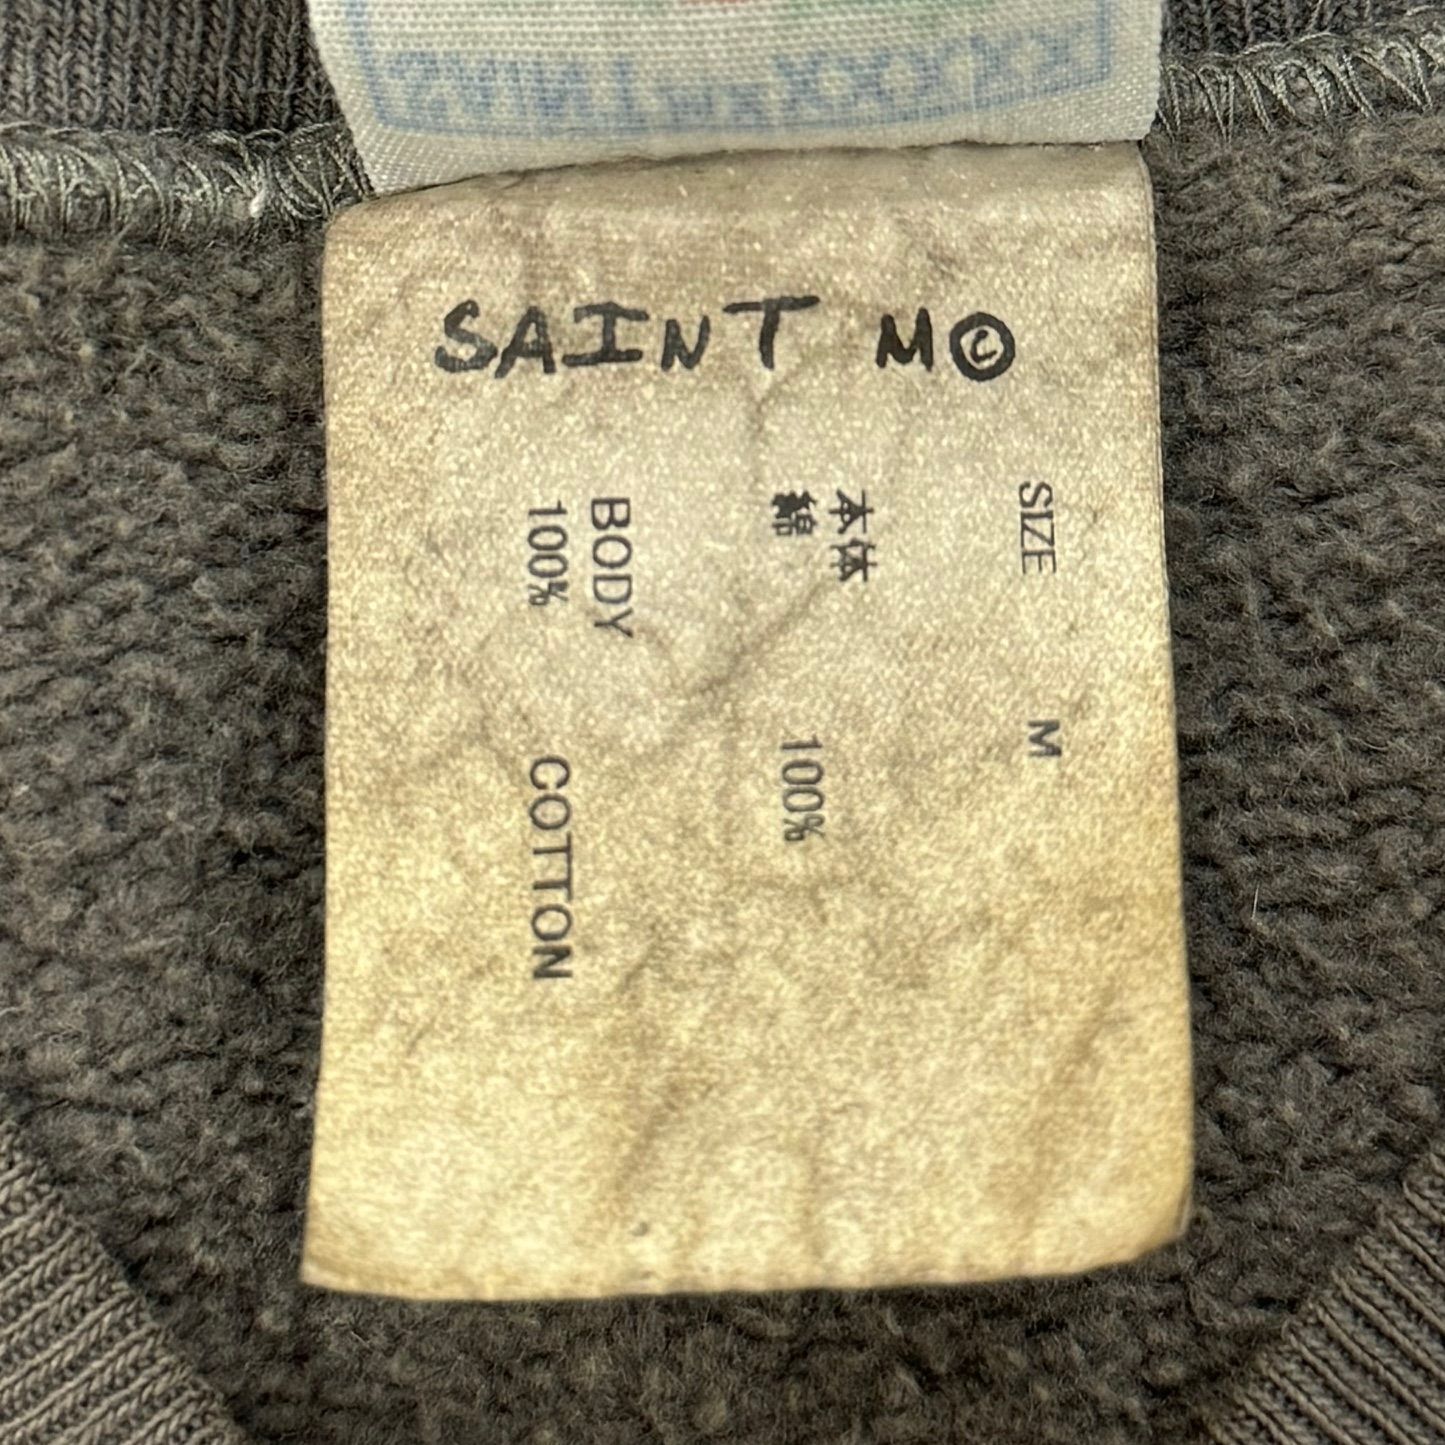 SAINT M©
SIZE M
本体
綿 100%
BODY
100% COTTON